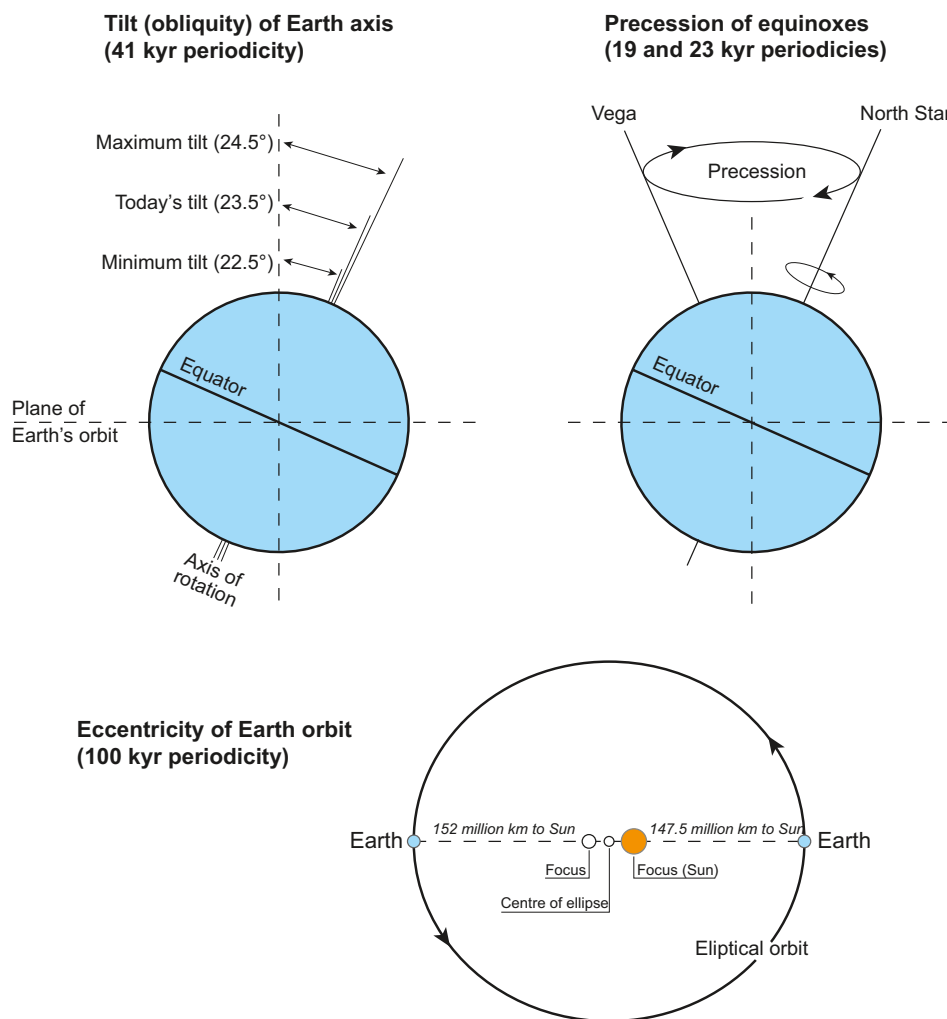 Tilt (obliquity) of Earth axis
(41 kyr periodicity)
Maximum tilt (24.5°)
Today's tilt (23.5°)
Minimum tilt (22.5°)
Equator
Plane of
Earth's orbit
Axis of
rotation
Precession of equinoxes
(19 and 23 kyr periodicies)
Vega
North Star
Precession
Equator
Eccentricity of Earth orbit
(100 kyr periodicity)
Earth
152 million km to Sun
147.5 million km to Sun
Earth
Focus
Focus (Sun)
Centre of ellipse
Eliptical orbit